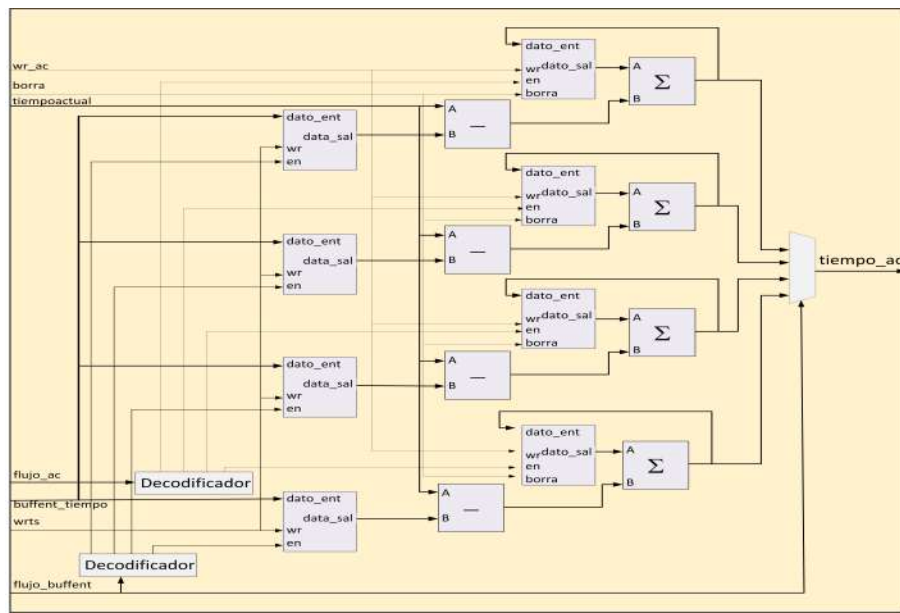 dato_ent
wr_ac
wr dato_sal A Σ
borra
en
borra B
tiempoactual
A
dato_ent
B —
data_sal
wr
en
dato_ent
wr dato_sal A Σ
en
borra B
dato_ent
A
B —
data_sal
wr
en
tiempo_ac
dato_ent
wr dato_sal A Σ
en
borra B
dato_ent
A
B —
data_sal
wr
en
dato_ent
wr dato_sal A Σ
en
borra B
flujo_ac
Decodificador
buffent_tiempo
dato_ent
A
B —
data_sal
wrts
wr
en
Decodificador
flujo_buffent